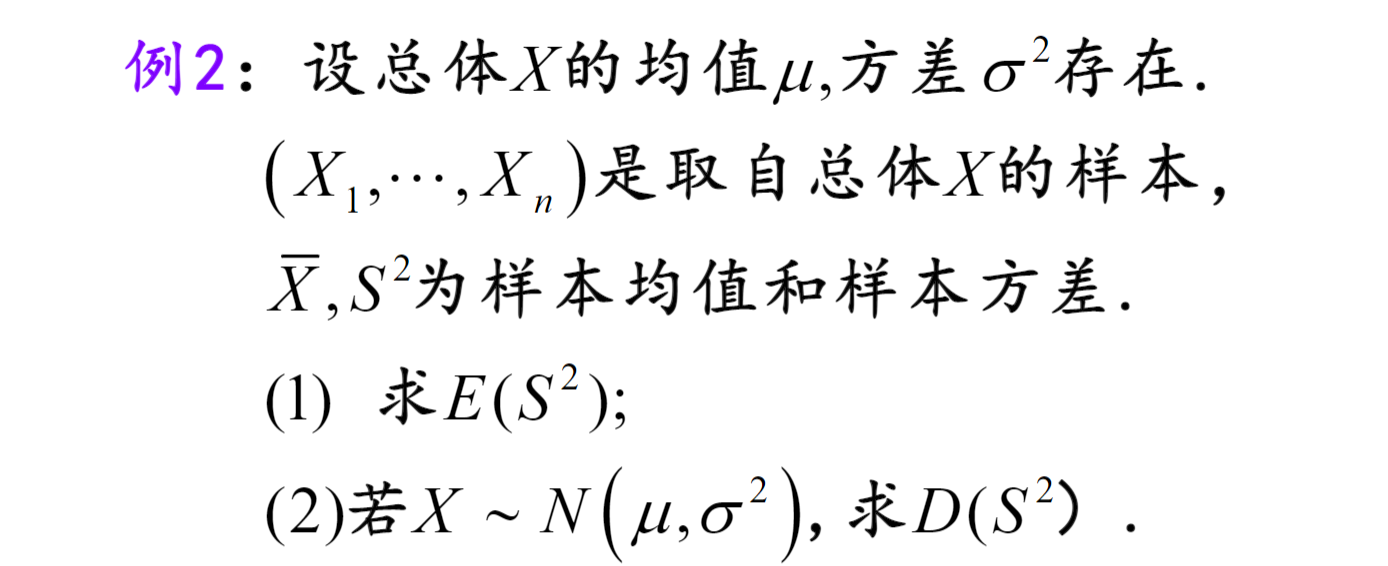 例2：设总体X的均值μ,方差σ²存在.
(X₁,⋯,Xₙ)是取自总体X的样本，
X̅,S²为样本均值和样本方差.
(1) 求E(S²);
(2)若X ~ N(μ,σ²), 求D(S²）.